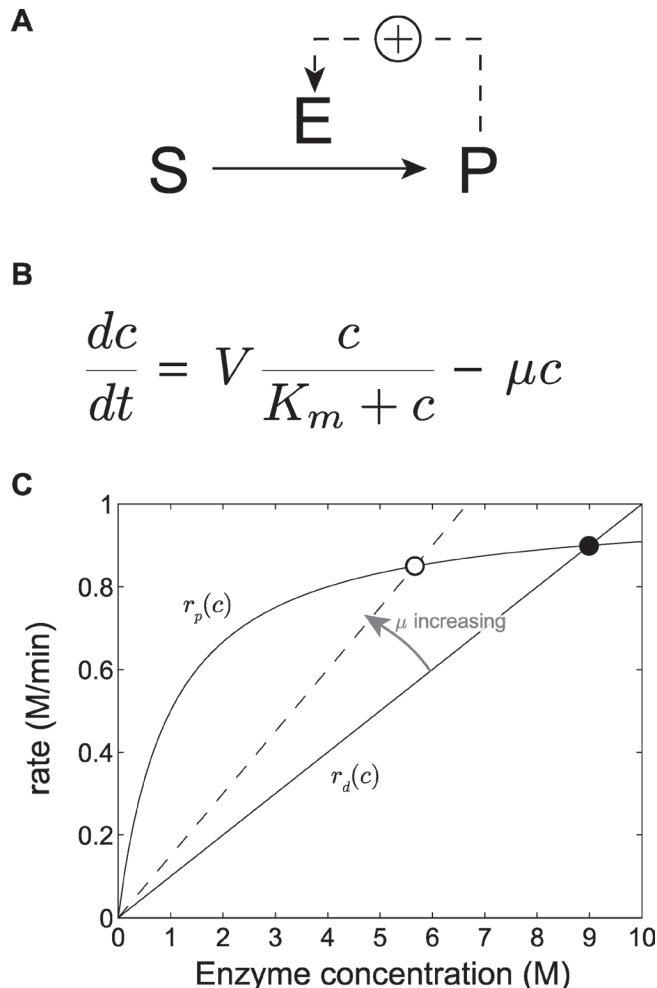 A
+
E
S P
B
dc/dt = V c/(K_m + c) − μc
C
1
0.8
0.6
0.4
0.2
0
r_p(c)
μ increasing
r_d(c)
rate (M/min)
0 1 2 3 4 5 6 7 8 9 10
Enzyme concentration (M)